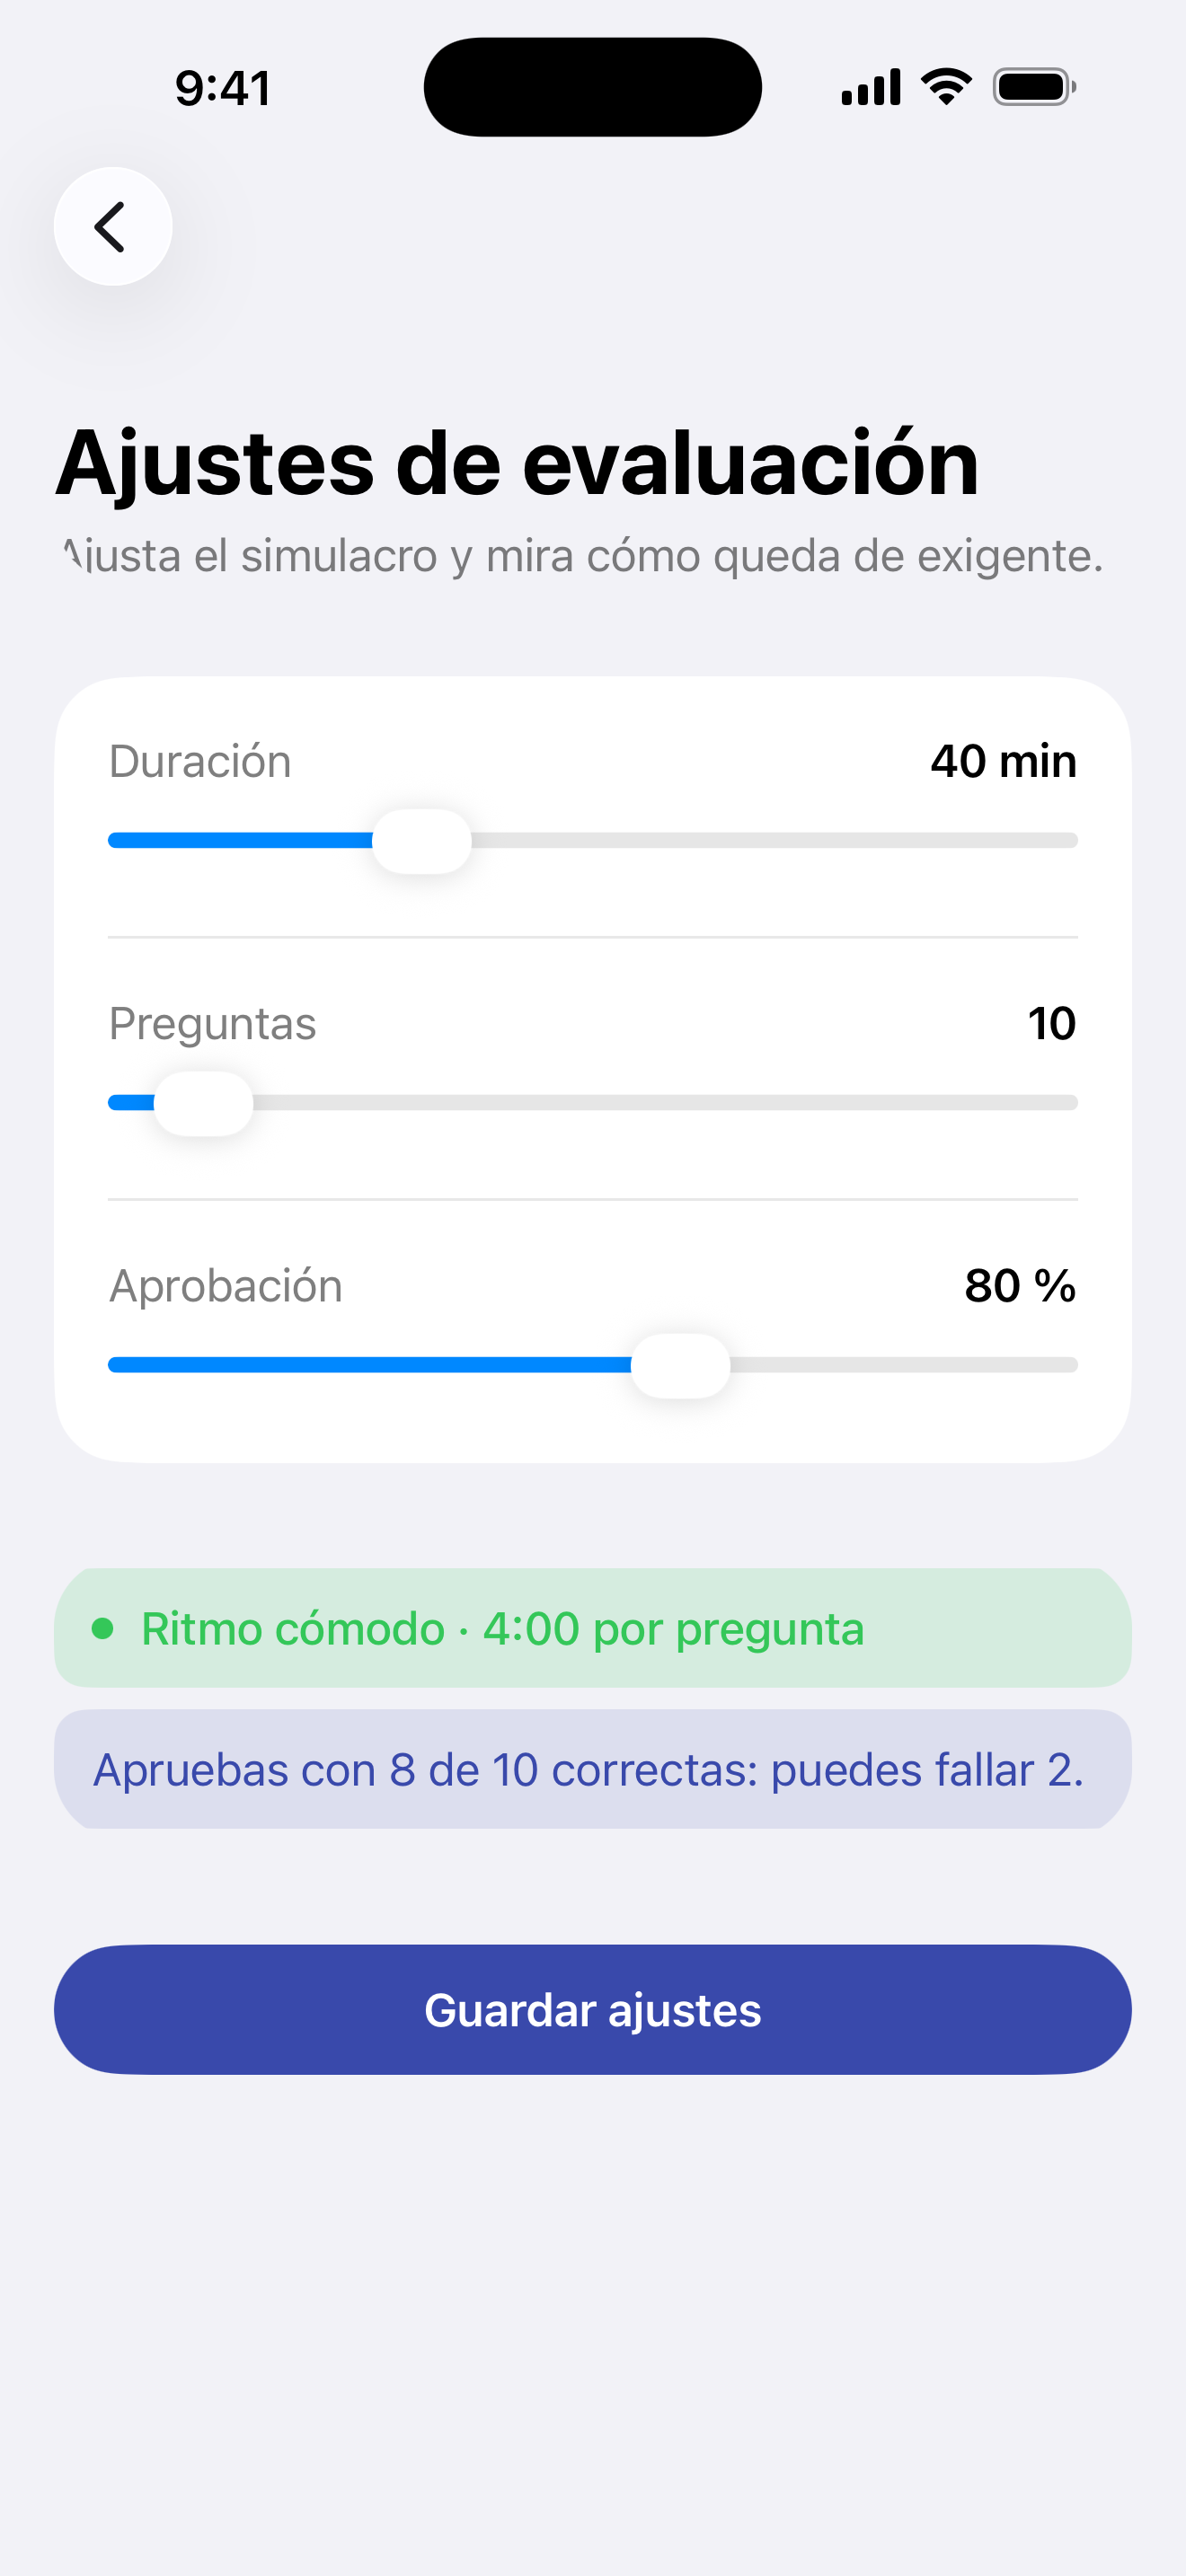 9:41
Ajustes de evaluación
Ajusta el simulacro y mira cómo queda de exigente.
Duración 40 min
Preguntas 10
Aprobación 80 %
Ritmo cómodo · 4:00 por pregunta
Apruebas con 8 de 10 correctas: puedes fallar 2.
Guardar ajustes